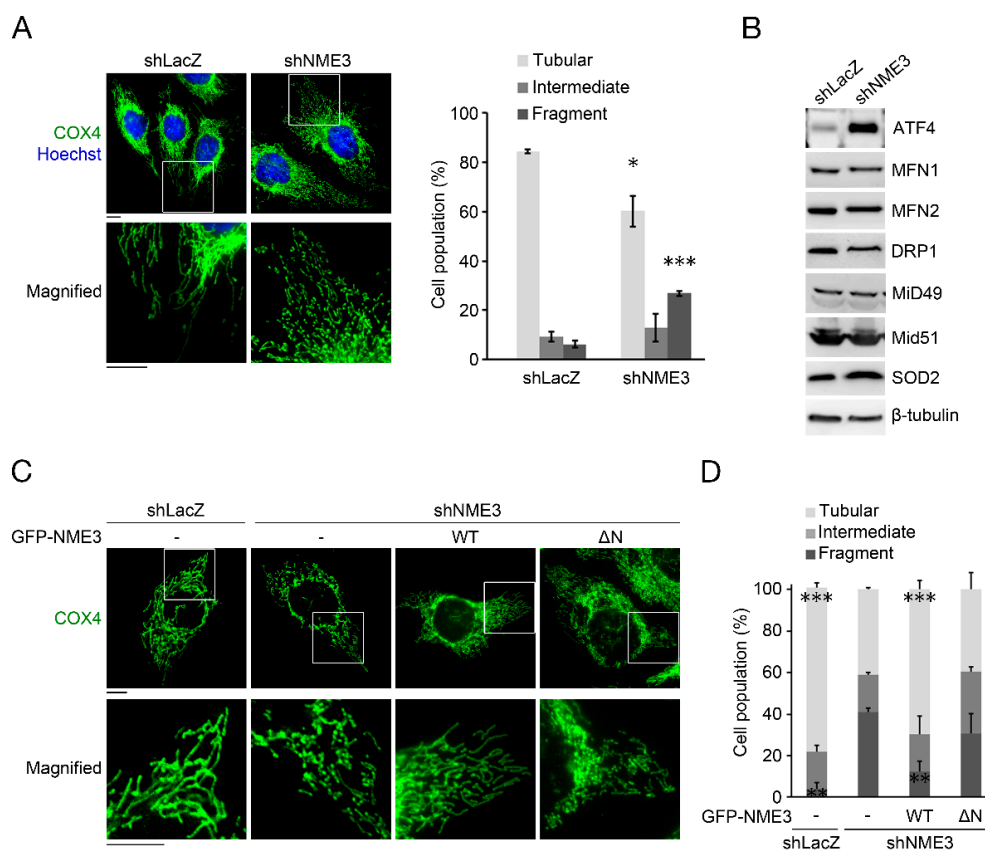 A
shLacZ
shNME3
COX4
Hoechst
Magnified
Tubular
Intermediate
Fragment
Cell population (%)
100
80
60
40
20
0
*
***
shLacZ
shNME3
B
shLacZ
shNME3
ATF4
MFN1
MFN2
DRP1
MiD49
Mid51
SOD2
β-tubulin
C
shLacZ
shNME3
GFP-NME3
-
-
WT
ΔN
COX4
Magnified
D
Tubular
Intermediate
Fragment
Cell population (%)
100
80
60
40
20
0
***
***
**
**
GFP-NME3
-
-
WT
ΔN
shLacZ
shNME3